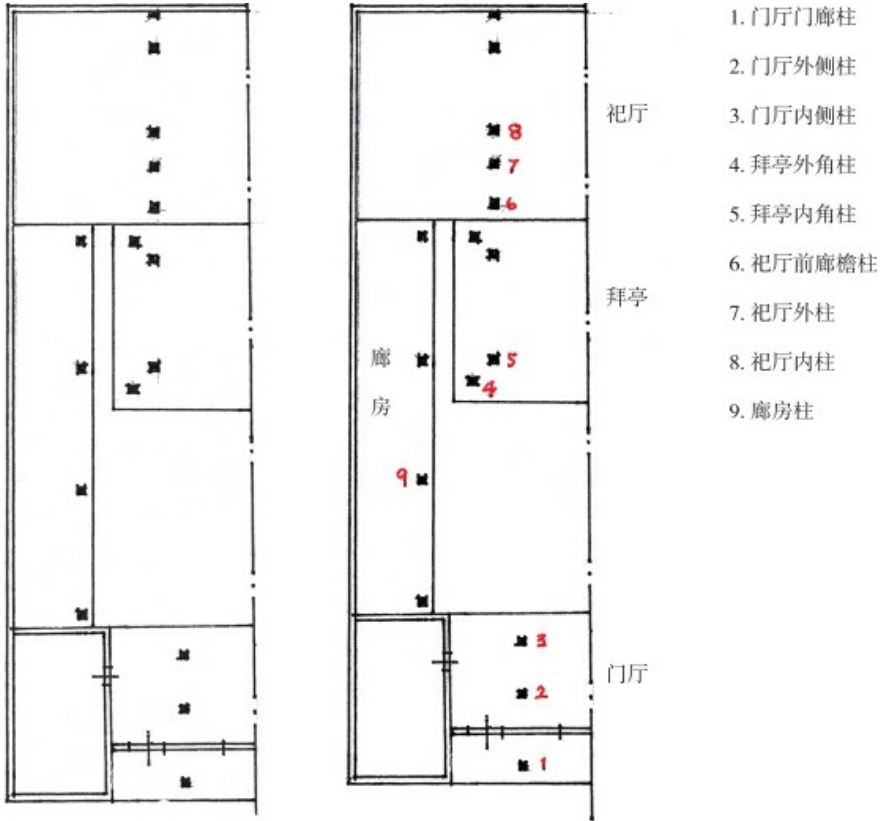 1. 门厅门廊柱
2. 门厅外侧柱
3. 门厅内侧柱
4. 拜亭外角柱
5. 拜亭内角柱
6. 祀厅前廊檐柱
7. 祀厅外柱
8. 祀厅内柱
9. 廊房柱
祀厅
8
7
6
拜亭
廊
房
5
4
9
门厅
3
2
1